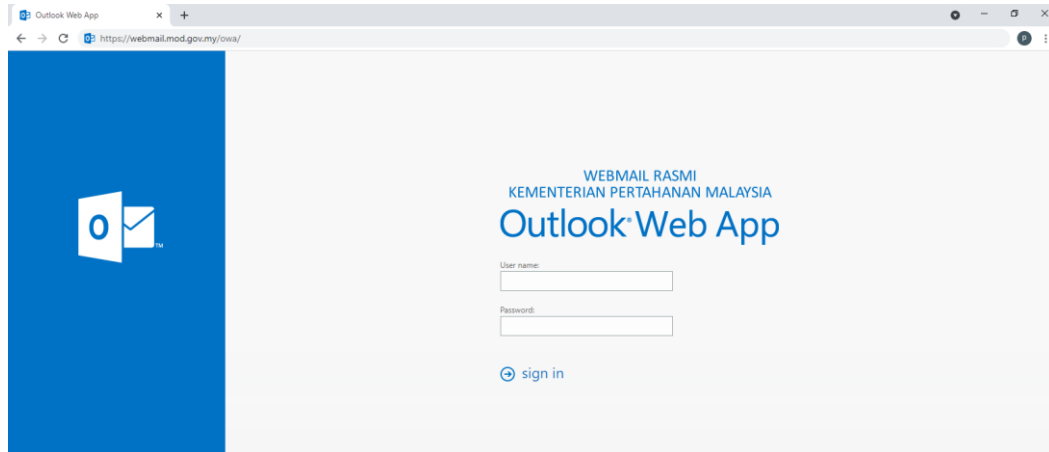 Outlook Web App
https://webmail.mod.gov.my/owa/
P
WEBMAIL RASMI
KEMENTERIAN PERTAHANAN MALAYSIA
Outlook Web App
O
TM
User name:
Password:
sign in